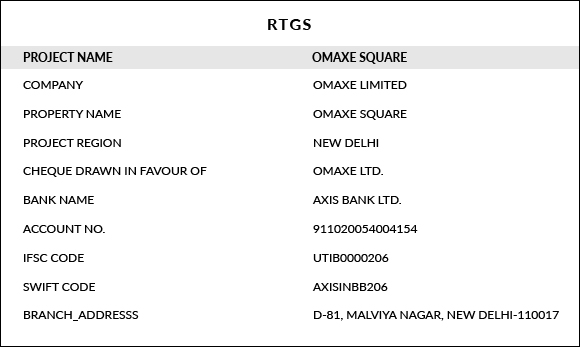 RTGS
PROJECT NAME OMAXE SQUARE
COMPANY OMAXE LIMITED
PROPERTY NAME OMAXE SQUARE
PROJECT REGION NEW DELHI
CHEQUE DRAWN IN FAVOUR OF OMAXE LTD.
BANK NAME AXIS BANK LTD.
ACCOUNT NO. 911020054004154
IFSC CODE UTIB0000206
SWIFT CODE AXISINBB206
BRANCH_ADDRESSS D-81, MALVIYA NAGAR, NEW DELHI-110017